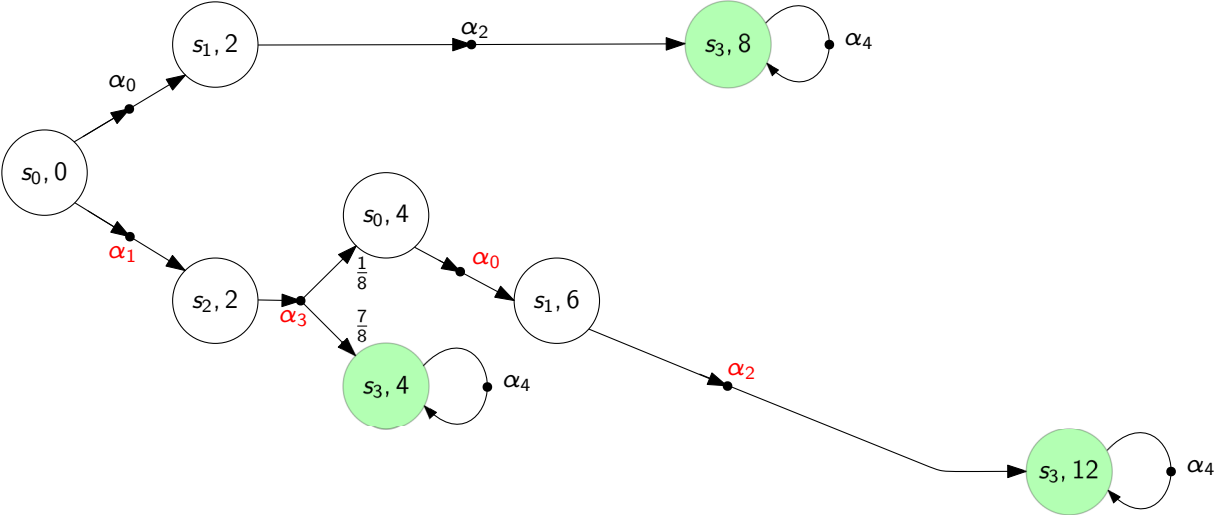 s₁, 2
α₂
s₃, 8
α₄
α₀
s₀, 0
α₁
s₂, 2
α₃
1/8
7/8
s₀, 4
α₀
s₁, 6
s₃, 4
α₄
α₂
s₃, 12
α₄